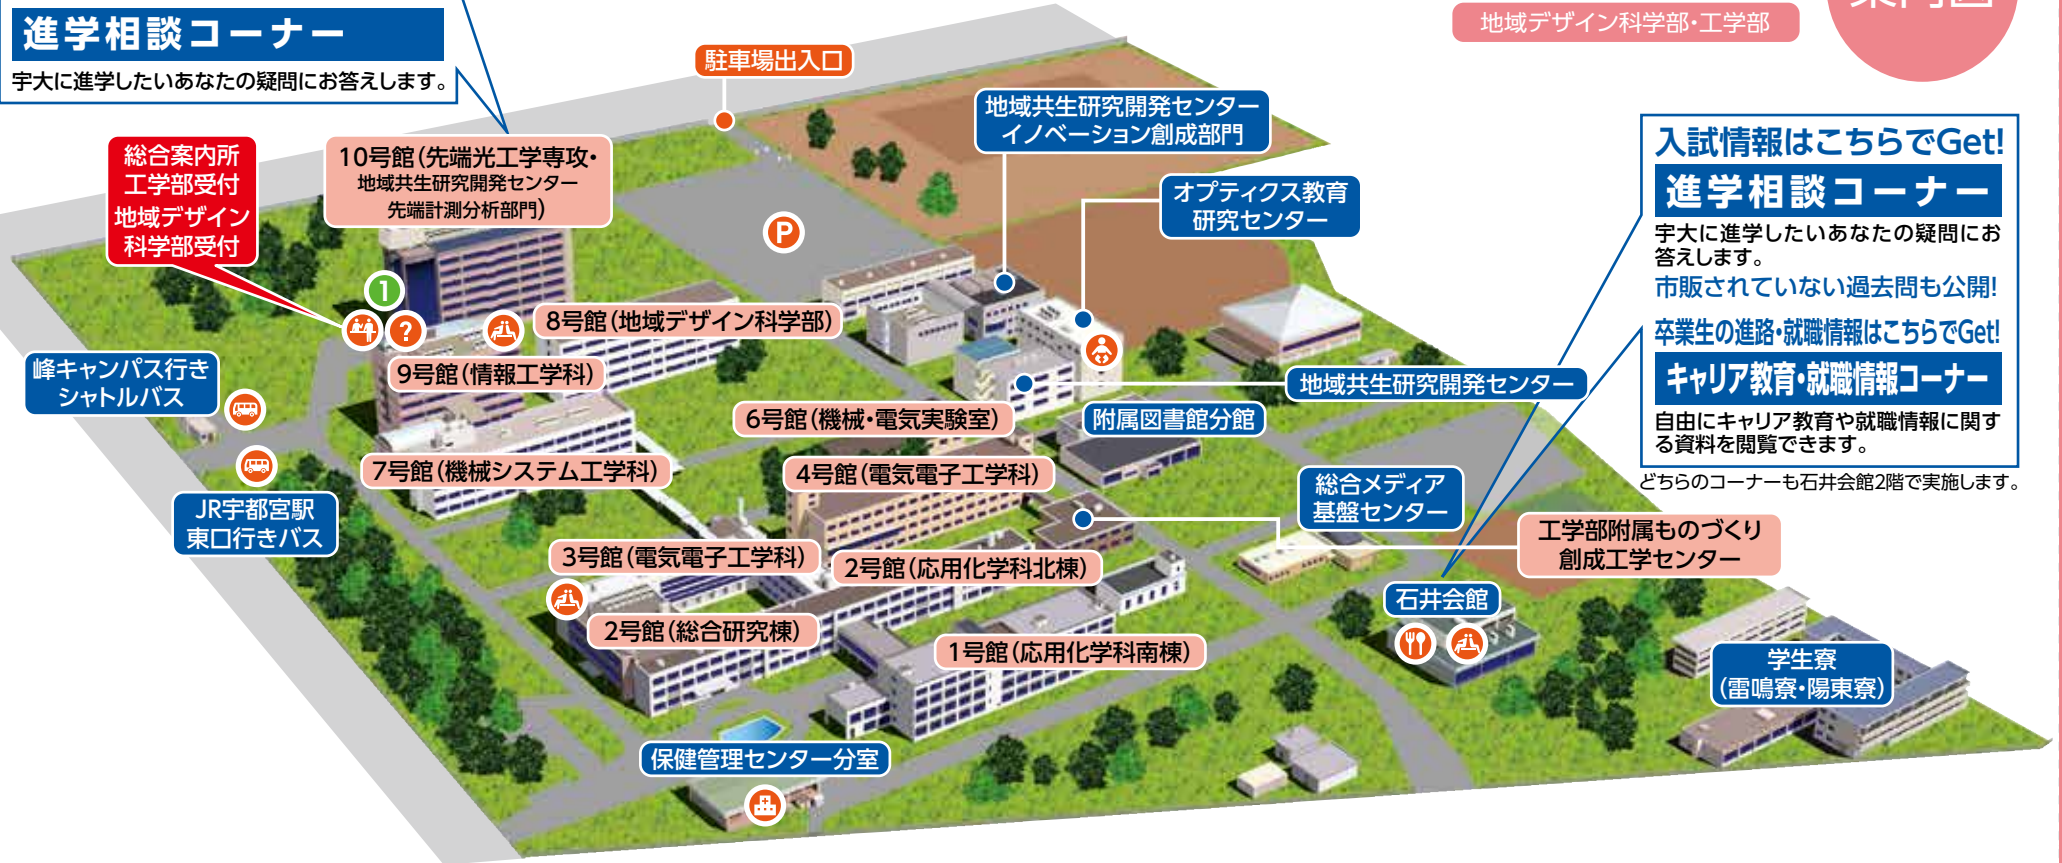 進学相談コーナー
宇大に進学したいあなたの疑問にお答えします。
地域デザイン科学部・工学部
案内図
駐車場出入口
総合案内所
工学部受付
地域デザイン
科学部受付
10号館(先端光工学専攻・
地域共生研究開発センター
先端計測分析部門)
地域共生研究開発センター
イノベーション創成部門
オプティクス教育
研究センター
入試情報はこちらでGet!
進学相談コーナー
宇大に進学したいあなたの疑問にお
答えします。
市販されていない過去問も公開!
卒業生の進路・就職情報はこちらでGet!
キャリア教育・就職情報コーナー
自由にキャリア教育や就職情報に関す
る資料を閲覧できます。
どちらのコーナーも石井会館2階で実施します。
P
1
?
8号館(地域デザイン科学部)
9号館(情報工学科)
峰キャンパス行き
シャトルバス
地域共生研究開発センター
6号館(機械・電気実験室)
附属図書館分館
7号館(機械システム工学科)
4号館(電気電子工学科)
JR宇都宮駅
東口行きバス
総合メディア
基盤センター
工学部附属ものづくり
創成工学センター
3号館(電気電子工学科)
2号館(応用化学科北棟)
石井会館
2号館(総合研究棟)
1号館(応用化学科南棟)
学生寮
(雷鳴寮・陽東寮)
保健管理センター分室